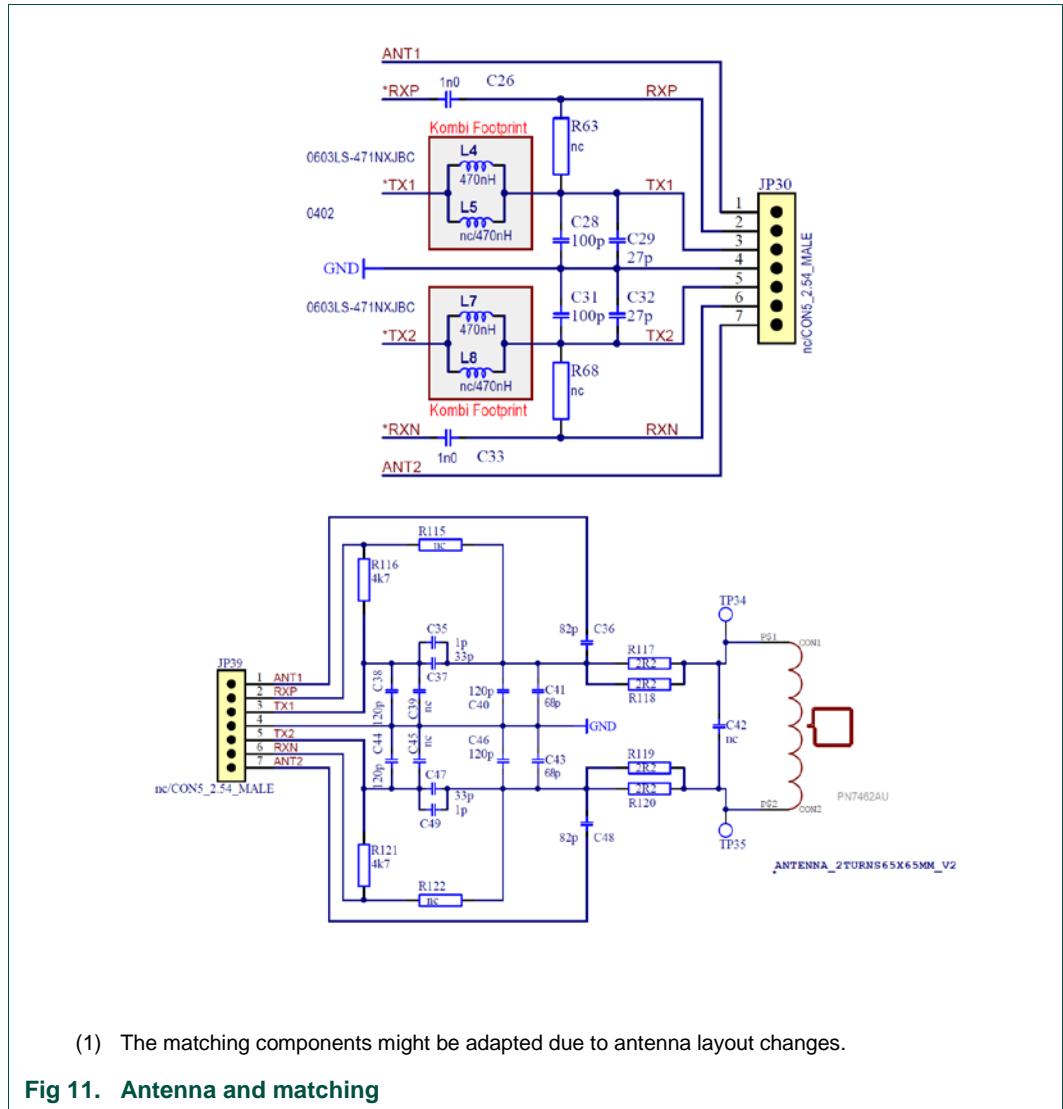 ANT1
1n0 C26
*RXP RXP
R63
nc
Kombi Footprint
0603LS-471NXJBC
L4
470nH
JP30
*TX1 TX1
1
2
3
4
5
6
7
0402
L5
nc/470nH
C28
100p
C29
27p
GND
nc/CON5_2.54_MALE
C31
100p
C32
27p
0603LS-471NXJBC
L7
470nH
*TX2 TX2
L8
nc/470nH
R68
nc
Kombi Footprint
*RXN RXN
1n0 C33
ANT2
R115
nc
R116
4k7
TP34
C35
1p
82p C36
R117
2R2
PS1 CON1
33p
C37
2R2
R118
JP39
1 ANT1
2 RXP
3 TX1
4
5 TX2
6 RXN
7 ANT2
nc/CON5_2.54_MALE
120p C38
C39 nc
120p
C40
C41
68p
GND
C42
nc
120p C44
C45 nc
C46
120p
C43
68p
R119
2R2
C47
33p
2R2
R120
1p
C49
82p C48
PS2 CON2
PN7462AU
TP35
R121
4k7
R122
nc
ANTENNA_2TURNS65X65MM_V2
(1) The matching components might be adapted due to antenna layout changes.
Fig 11. Antenna and matching